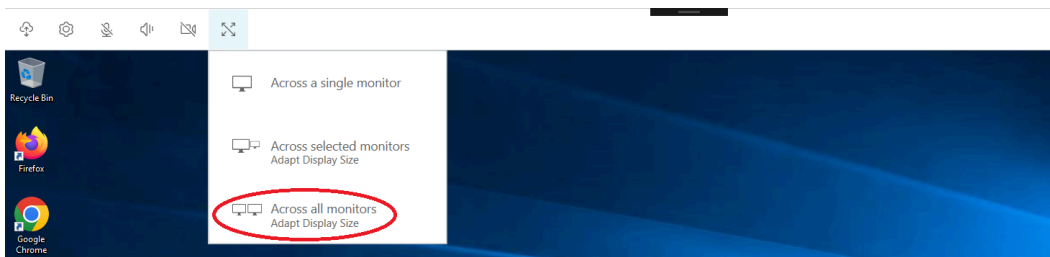 Across a single monitor
Recycle Bin
Across selected monitors
Adapt Display Size
Firefox
Across all monitors
Adapt Display Size
Google
Chrome